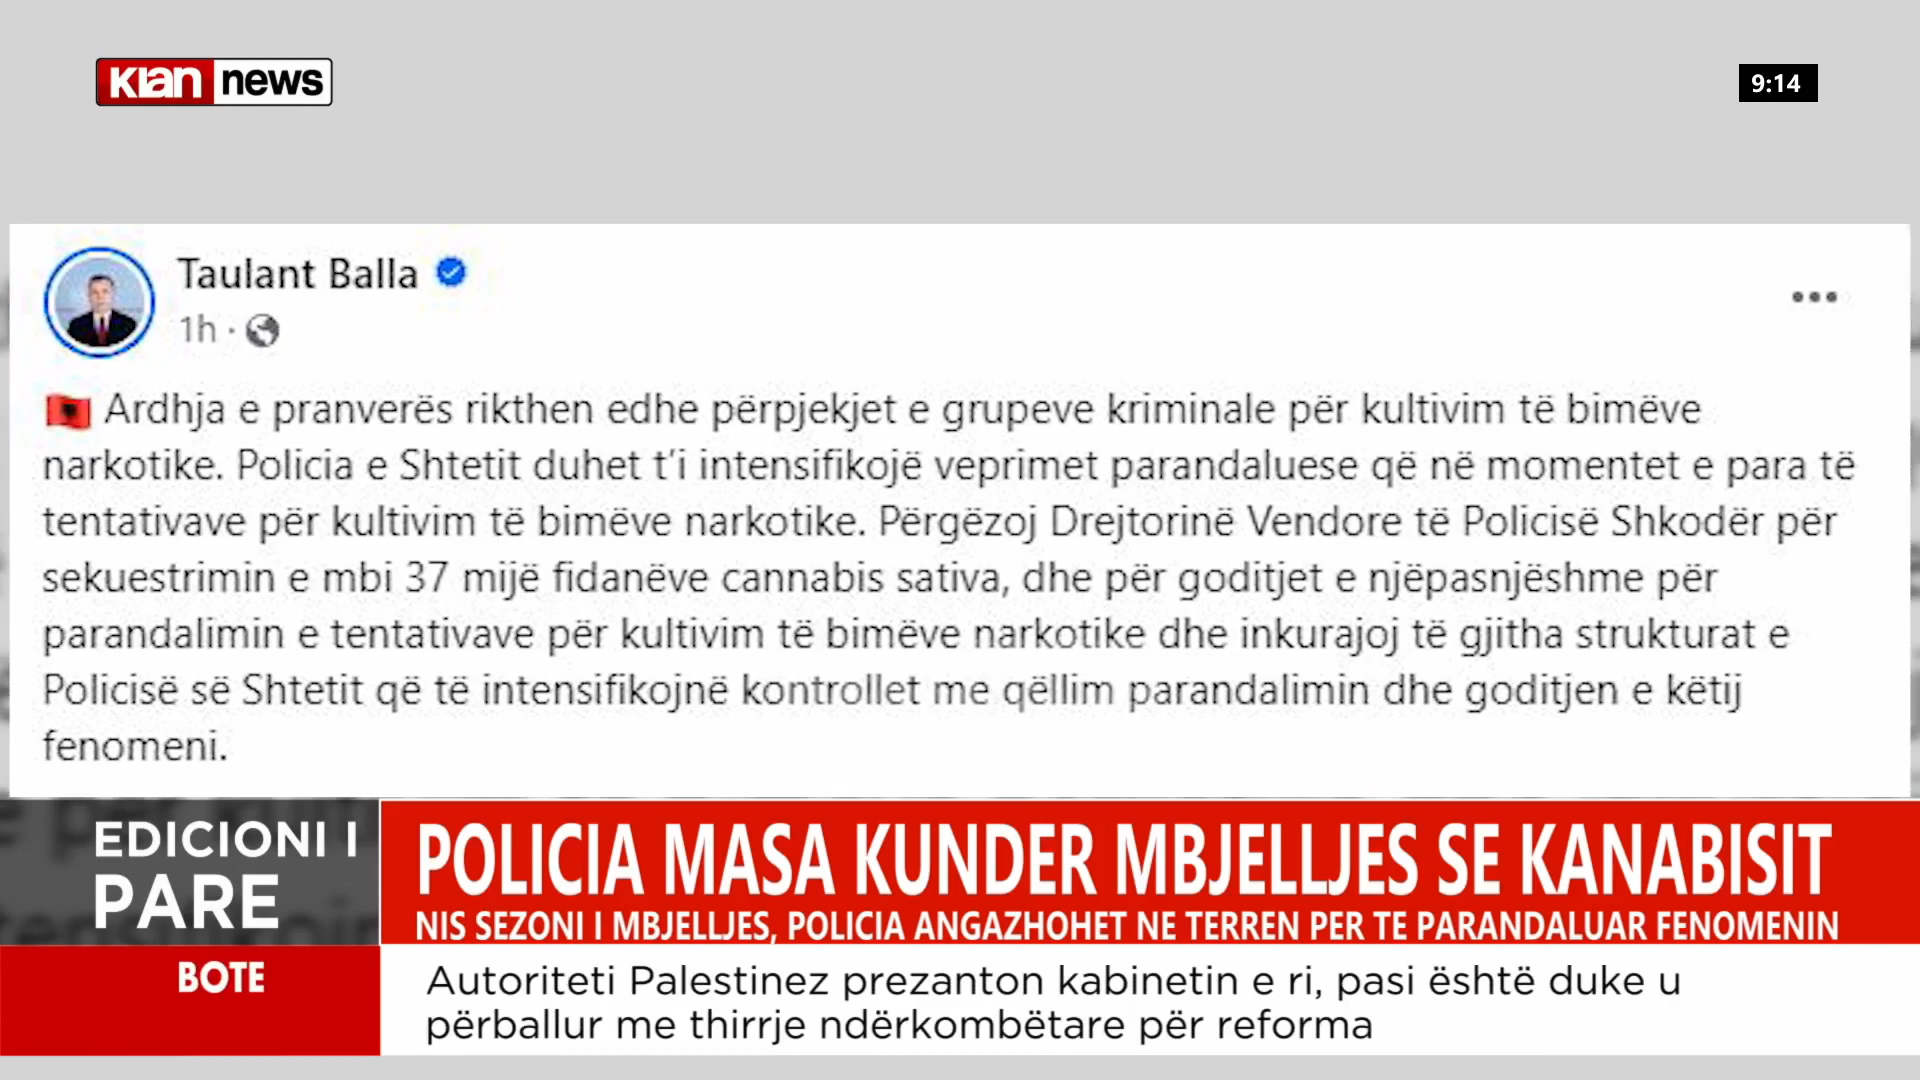 Klan news
9:14
Taulant Balla
1h ·
Ardhja e pranverës rikthen edhe përpjekjet e grupeve kriminale për kultivim të bimëve
narkotike. Policia e Shtetit duhet t'i intensifikojë veprimet parandaluese që në momentet e para të
tentativave për kultivim të bimëve narkotike. Përgëzoj Drejtorinë Vendore të Policisë Shkodër për
sekuestrimin e mbi 37 mijë fidanëve cannabis sativa, dhe për goditjet e njëpasnjëshme për
parandalimin e tentativave për kultivim të bimëve narkotike dhe inkurajoj të gjitha strukturat e
Policisë së Shtetit që të intensifikojnë kontrollet me qëllim parandalimin dhe goditjen e këtij
fenomeni.
EDICIONI I
PARE
POLICIA MASA KUNDER MBJELLJES SE KANABISIT
NIS SEZONI I MBJELLJES, POLICIA ANGAZHOHET NE TERREN PER TE PARANDALUAR FENOMENIN
BOTE
Autoriteti Palestinez prezanton kabinetin e ri, pasi është duke u
përballur me thirrje ndërkombëtare për reforma